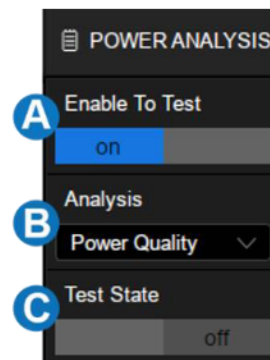 POWER ANALYSIS
A
Enable To Test
on
B
Analysis
Power Quality
C
Test State
off